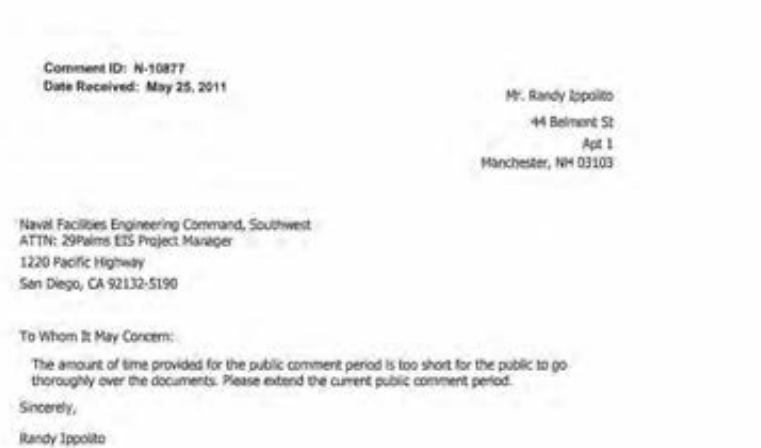 Comment ID: N-10877
Date Received: May 25, 2011
Mr. Randy Ippolito
44 Belmont St
Apt 1
Manchester, NH 03103
Naval Facilities Engineering Command, Southwest
ATTN: 29Palms EIS Project Manager
1220 Pacific Highway
San Diego, CA 92132-5190
To Whom It May Concern:
The amount of time provided for the public comment period is too short for the public to go
thoroughly over the documents. Please extend the current public comment period.
Sincerely,
Randy Ippolito